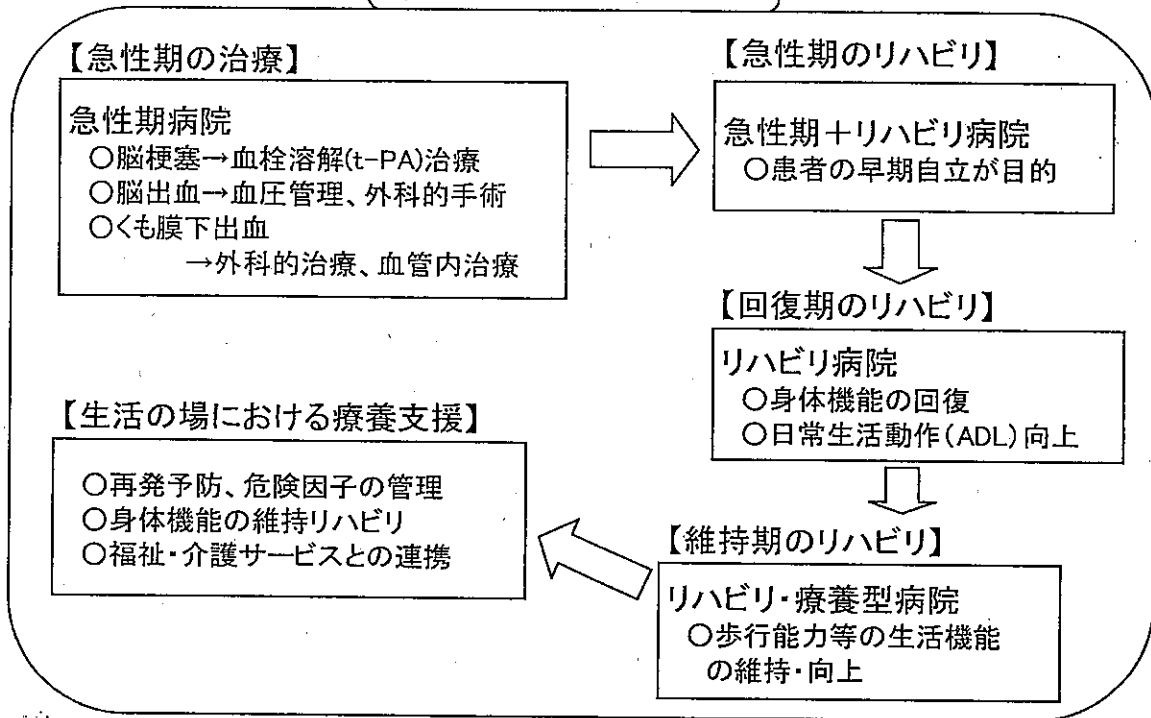 【急性期の治療】
急性期病院
○脳梗塞→血栓溶解(t-PA)治療
○脳出血→血圧管理、外科的手術
○くも膜下出血
→外科的治療、血管内治療
【急性期のリハビリ】
急性期＋リハビリ病院
○患者の早期自立が目的
【回復期のリハビリ】
リハビリ病院
○身体機能の回復
○日常生活動作(ADL)向上
【維持期のリハビリ】
リハビリ・療養型病院
○歩行能力等の生活機能
の維持・向上
【生活の場における療養支援】
○再発予防、危険因子の管理
○身体機能の維持リハビリ
○福祉・介護サービスとの連携